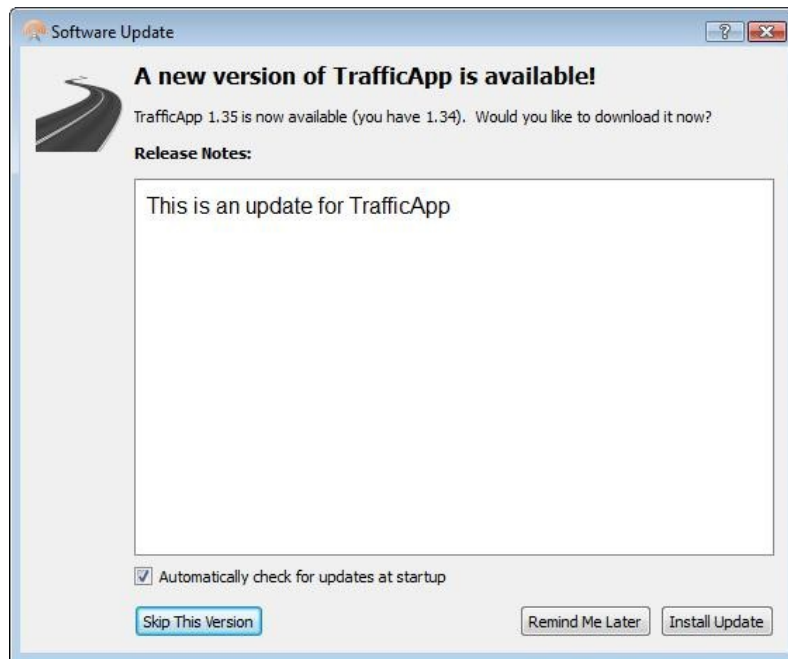 Software Update
A new version of TrafficApp is available!
TrafficApp 1.35 is now available (you have 1.34). Would you like to download it now?
Release Notes:
This is an update for TrafficApp
Automatically check for updates at startup
Skip This Version
Remind Me Later
Install Update